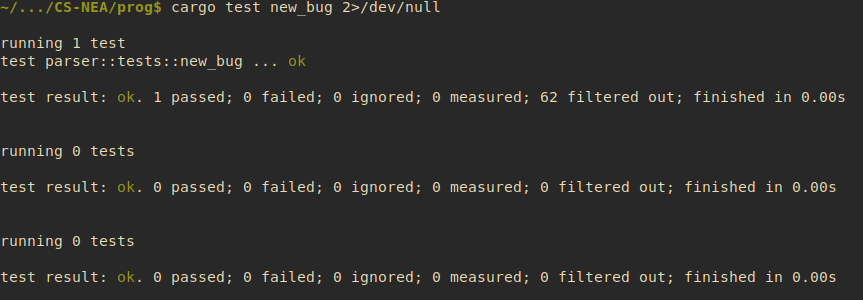 ~/.../CS-NEA/prog$ cargo test new_bug 2>/dev/null
running 1 test
test parser::tests::new_bug ... ok
test result: ok. 1 passed; 0 failed; 0 ignored; 0 measured; 62 filtered out; finished in 0.00s
running 0 tests
test result: ok. 0 passed; 0 failed; 0 ignored; 0 measured; 0 filtered out; finished in 0.00s
running 0 tests
test result: ok. 0 passed; 0 failed; 0 ignored; 0 measured; 0 filtered out; finished in 0.00s